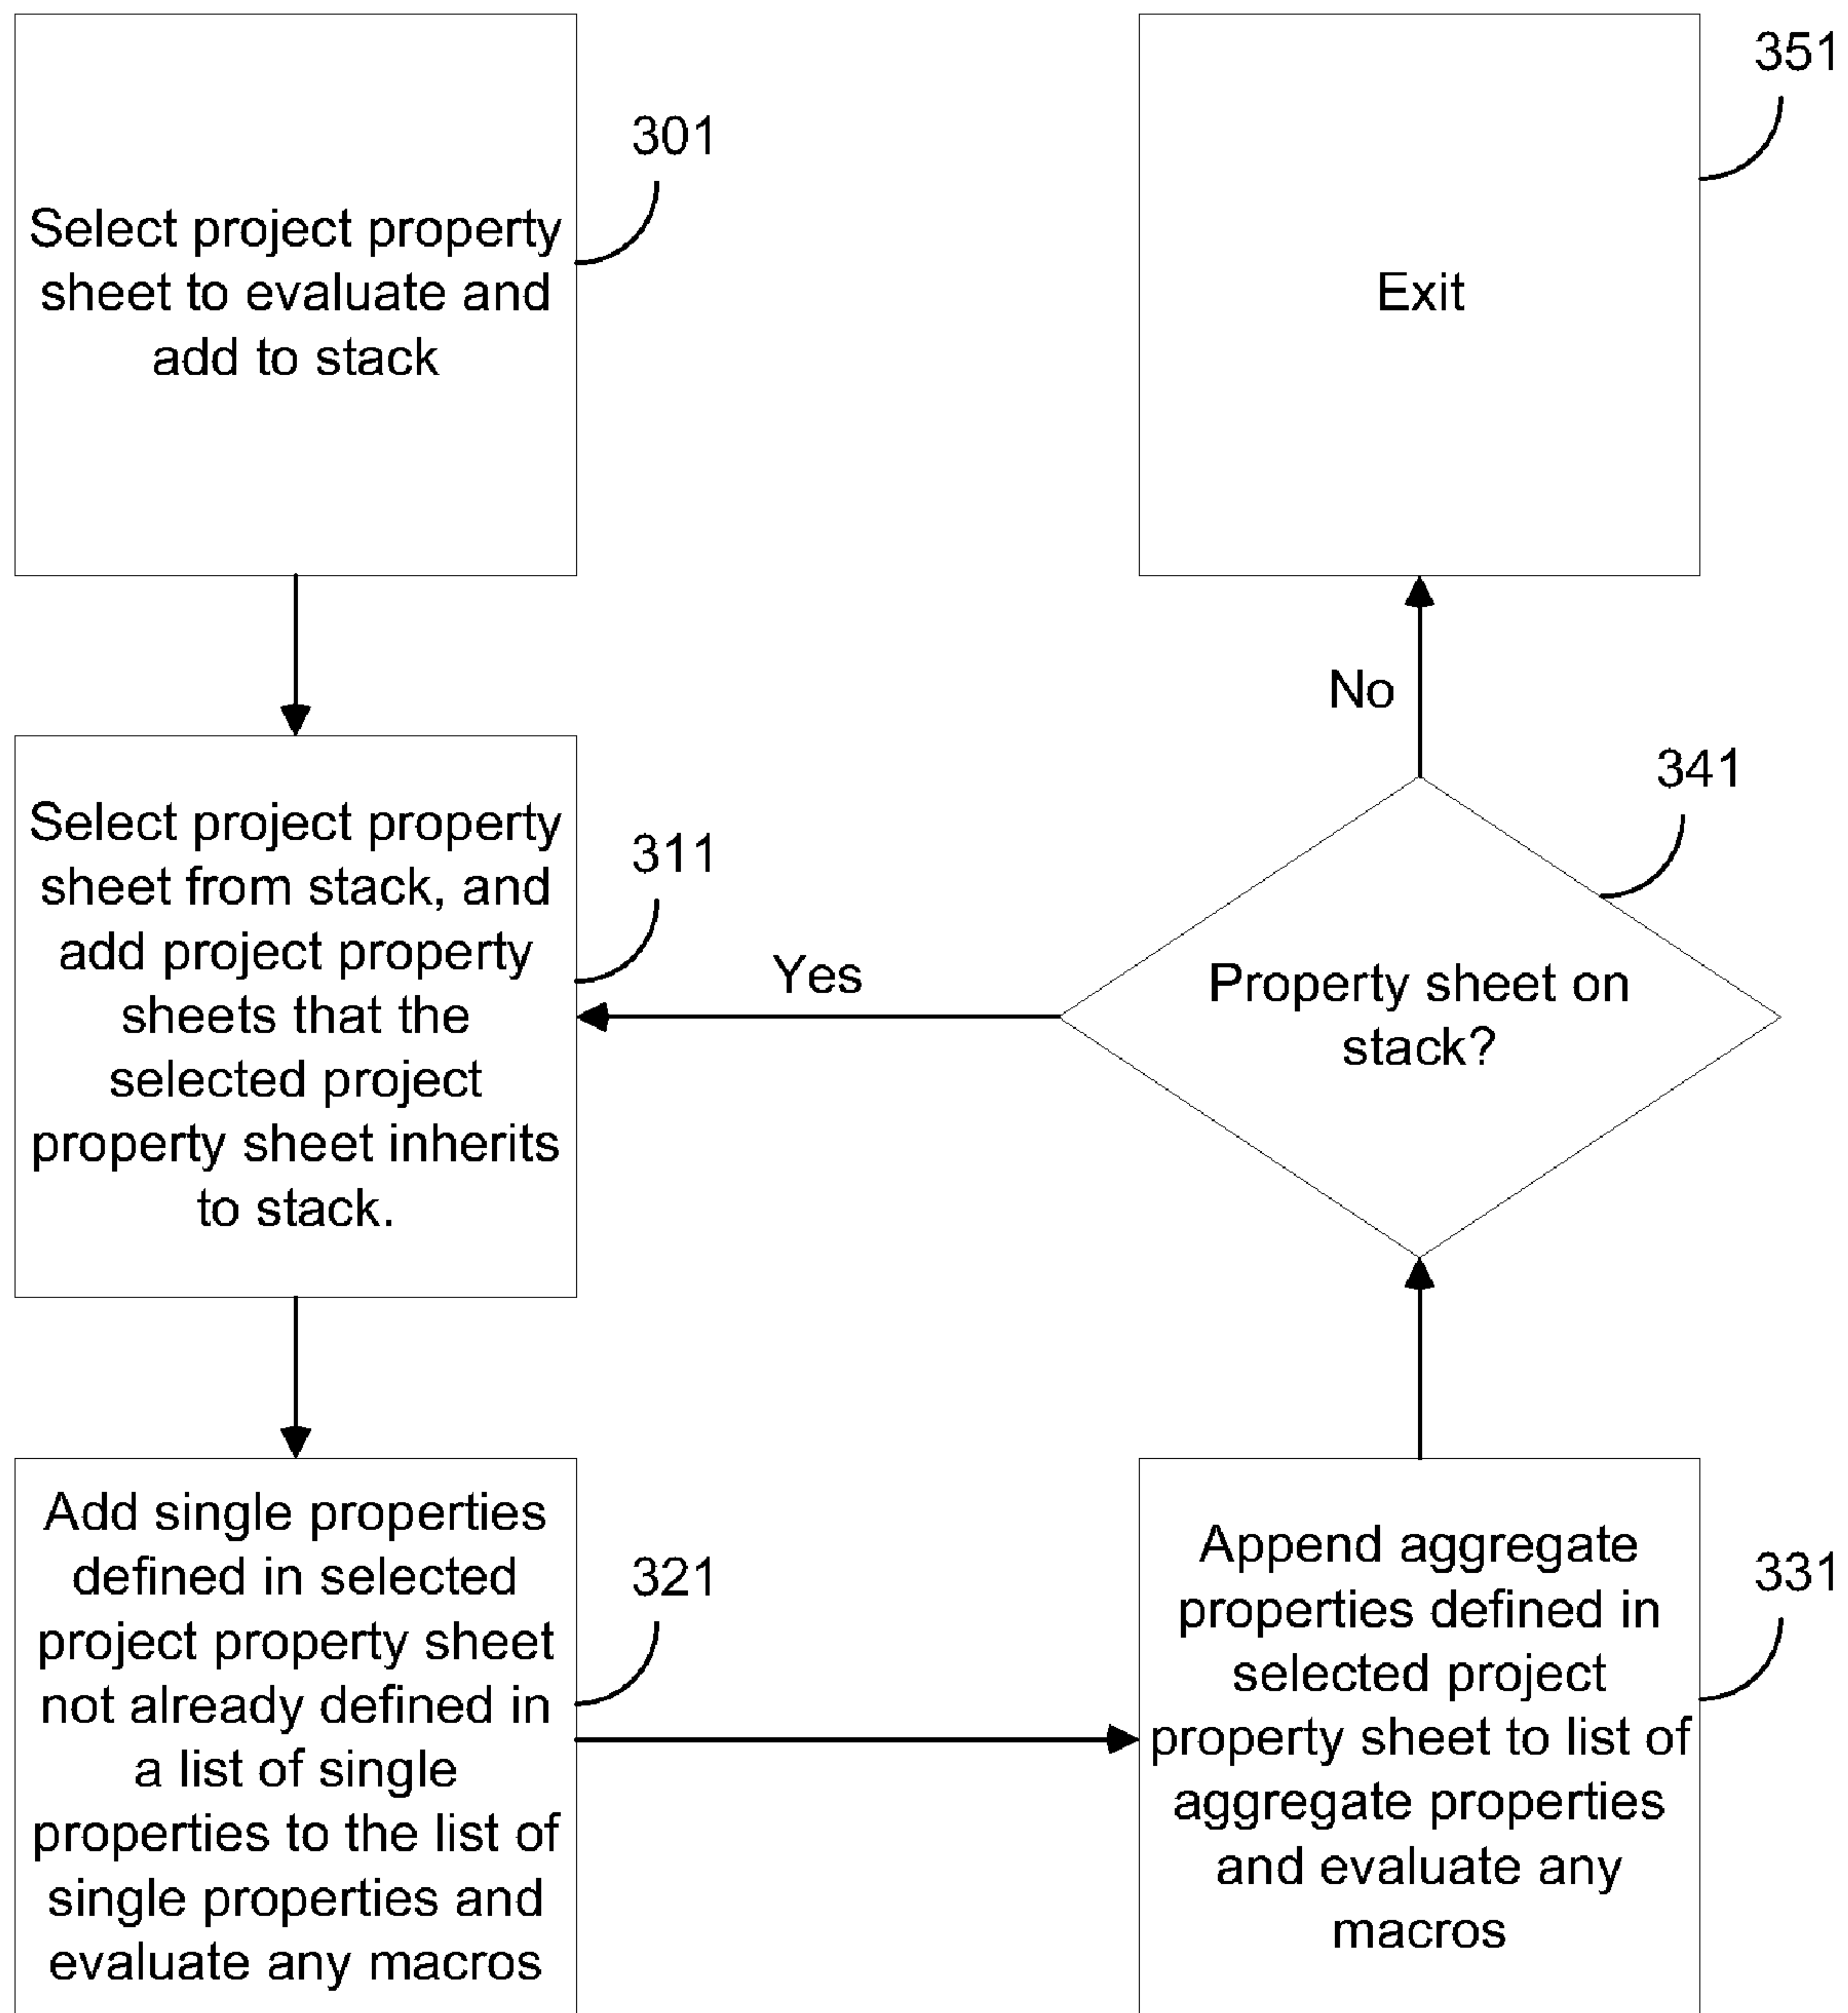 Select project property
sheet to evaluate and
add to stack
301
Exit
351
Select project property
sheet from stack, and
add project property
sheets that the
selected project
property sheet inherits
to stack.
311
Yes
No
Property sheet on
stack?
341
Add single properties
defined in selected
project property sheet
not already defined in
a list of single
properties to the list of
single properties and
evaluate any macros
321
Append aggregate
properties defined in
selected project
property sheet to list of
aggregate properties
and evaluate any
macros
331